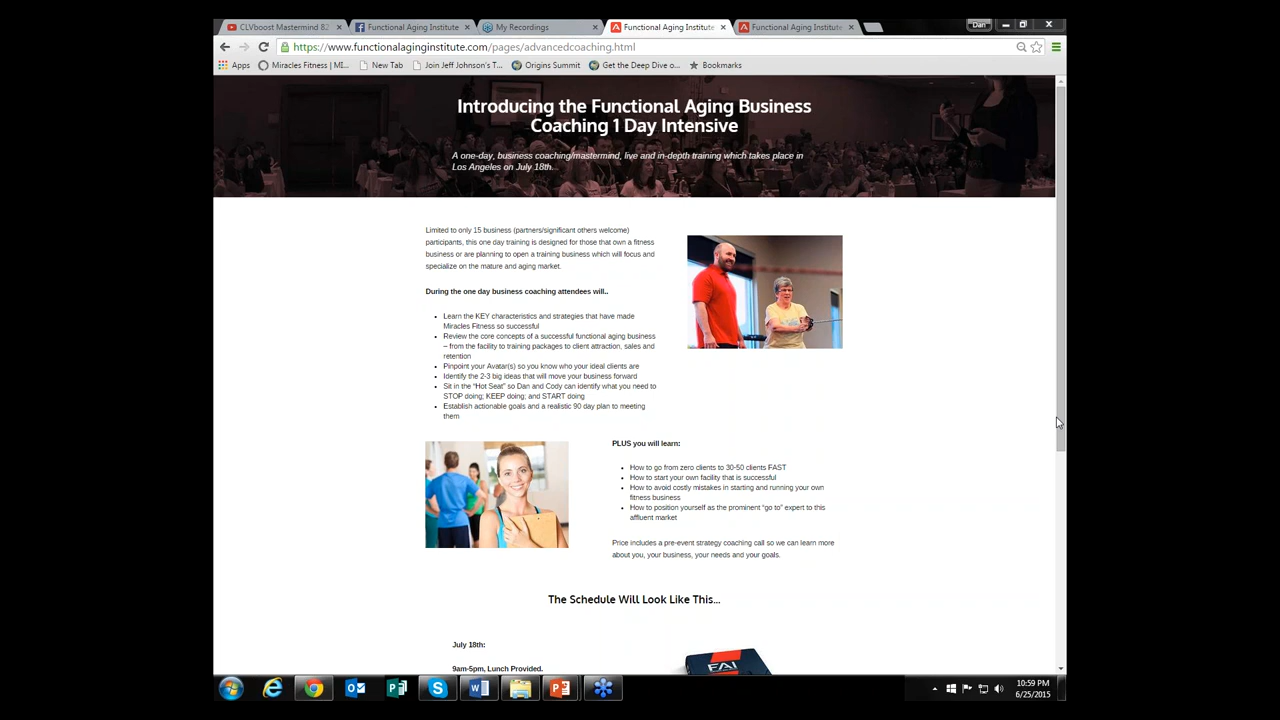 CLVboost Mastermind 82
Functional Aging Institute
My Recordings
Functional Aging Institute
Functional Aging Institute
Dan
https://www.functionalaginginstitute.com/pages/advancedcoaching.html
Apps
Miracles Fitness | MI...
New Tab
Join Jeff Johnson's T...
Origins Summit
Get the Deep Dive o...
Bookmarks
Introducing the Functional Aging Business
Coaching 1 Day Intensive
A one-day, business coaching/mastermind, live and in-depth training which takes place in
Los Angeles on July 18th.
Limited to only 15 business (partners/significant others welcome)
participants, this one day training is designed for those that own a fitness
business or are planning to open a training business which will focus and
specialize on the mature and aging market.
During the one day business coaching attendees will..
Learn the KEY characteristics and strategies that have made
Miracles Fitness so successful
Review the core concepts of a successful functional aging business
– from the facility to training packages to client attraction, sales and
retention
Pinpoint your Avatar(s) so you know who your ideal clients are
Identify the 2-3 big ideas that will move your business forward
Sit in the "Hot Seat" so Dan and Cody can identify what you need to
STOP doing; KEEP doing; and START doing
Establish actionable goals and a realistic 90 day plan to meeting
them
PLUS you will learn:
How to go from zero clients to 30-50 clients FAST
How to start your own facility that is successful
How to avoid costly mistakes in starting and running your own
fitness business
How to position yourself as the prominent "go to" expert to this
affluent market
Price includes a pre-event strategy coaching call so we can learn more
about you, your business, your needs and your goals.
The Schedule Will Look Like This...
July 18th:
9am-5pm, Lunch Provided.
FAI
10:59 PM
6/25/2015